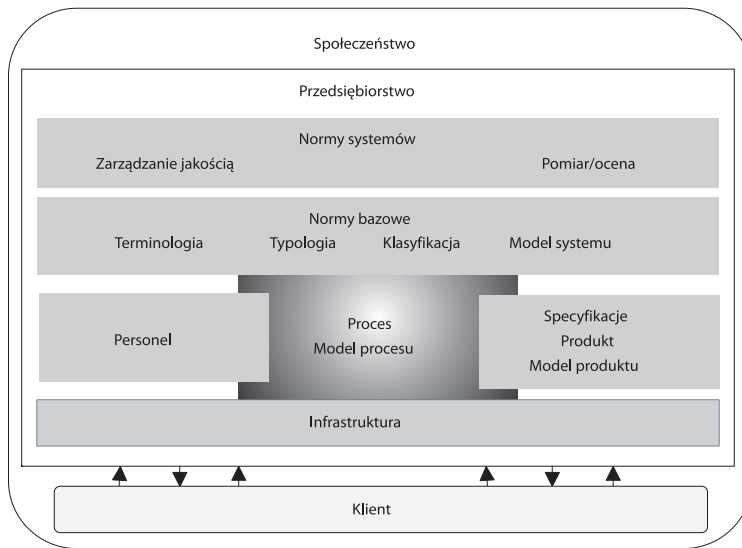 Społeczeństwo
Przedsiębiorstwo
Normy systemów
Zarządzanie jakością Pomiar/ocena
Normy bazowe
Terminologia Typologia Klasyfikacja Model systemu
Personel
Proces
Model procesu
Specyfikacje
Produkt
Model produktu
Infrastruktura
Klient